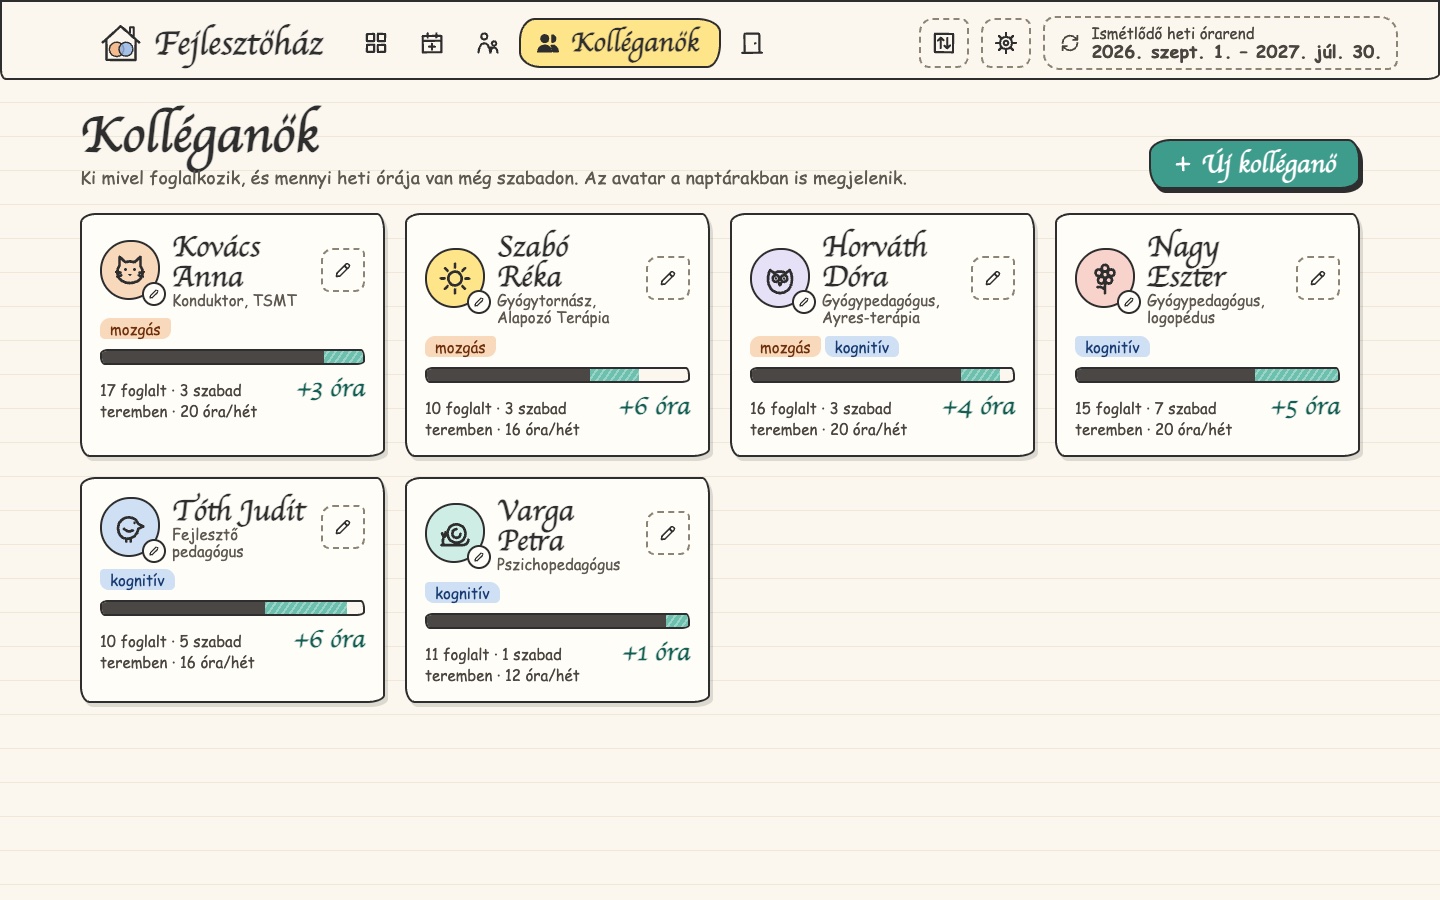 Fejlesztőház
Kolléganők
Ismétlődő heti órarend
2026. szept. 1. – 2027. júl. 30.
Kolléganők
Ki mivel foglalkozik, és mennyi heti órája van még szabadon. Az avatar a naptárakban is megjelenik.
+ Új kolléganő
Kovács
Anna
Konduktor, TSMT
mozgás
17 foglalt · 3 szabad
teremben · 20 óra/hét
+3 óra
Szabó
Réka
Gyógytornász,
Alapozó Terápia
mozgás
10 foglalt · 3 szabad
teremben · 16 óra/hét
+6 óra
Horváth
Dóra
Gyógypedagógus,
Ayres-terápia
mozgás kognitív
16 foglalt · 3 szabad
teremben · 20 óra/hét
+4 óra
Nagy
Eszter
Gyógypedagógus,
logopédus
kognitív
15 foglalt · 7 szabad
teremben · 20 óra/hét
+5 óra
Tóth Judit
Fejlesztő
pedagógus
kognitív
10 foglalt · 5 szabad
teremben · 16 óra/hét
+6 óra
Varga
Petra
Pszichopedagógus
kognitív
11 foglalt · 1 szabad
teremben · 12 óra/hét
+1 óra